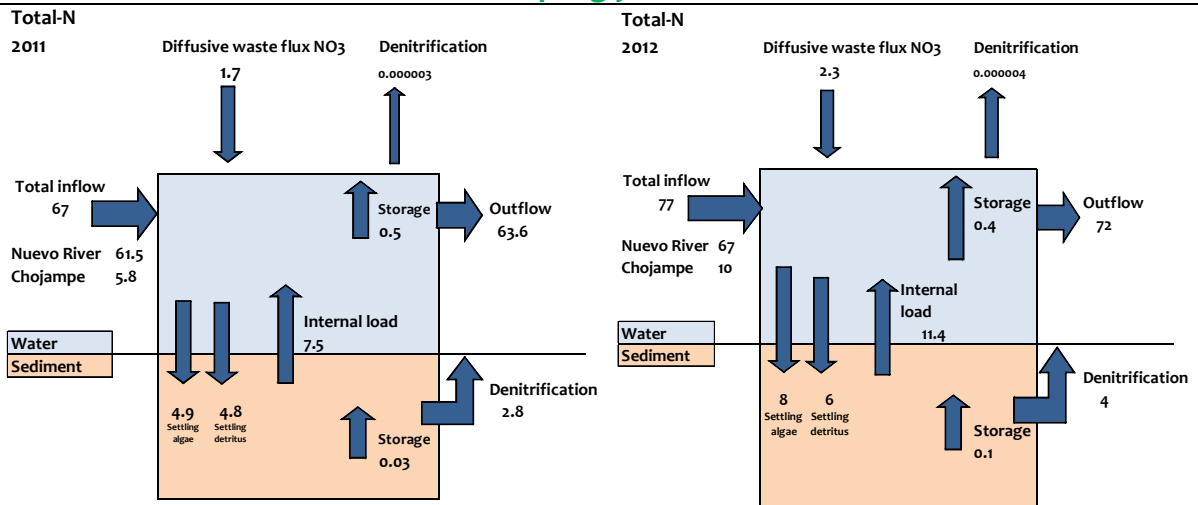 Total-N
2011
Diffusive waste flux NO3
1.7
Denitrification
0.000003
Total inflow
67
Nuevo River 61.5
Chojampe 5.8
Storage
0.5
Outflow
63.6
Internal load
7.5
Water
Sediment
4.9
Settling
algae
4.8
Settling
detritus
Denitrification
2.8
Storage
0.03
Total-N
2012
Diffusive waste flux NO3
2.3
Denitrification
0.000004
Total inflow
77
Nuevo River 67
Chojampe 10
Storage
0.4
Outflow
72
Internal
load
11.4
Water
Sediment
8
Settling
algae
6
Settling
detritus
Denitrification
4
Storage
0.1